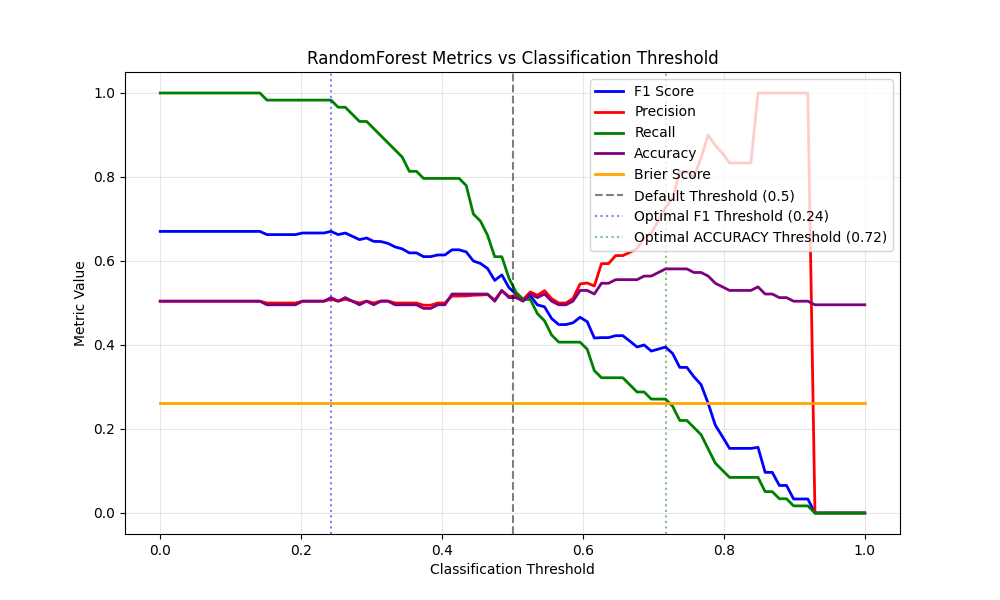 RandomForest Metrics vs Classification Threshold
Metric Value
1.0
0.8
0.6
0.4
0.2
0.0
F1 Score
Precision
Recall
Accuracy
Brier Score
Default Threshold (0.5)
Optimal F1 Threshold (0.24)
Optimal ACCURACY Threshold (0.72)
0.0 0.2 0.4 0.6 0.8 1.0
Classification Threshold